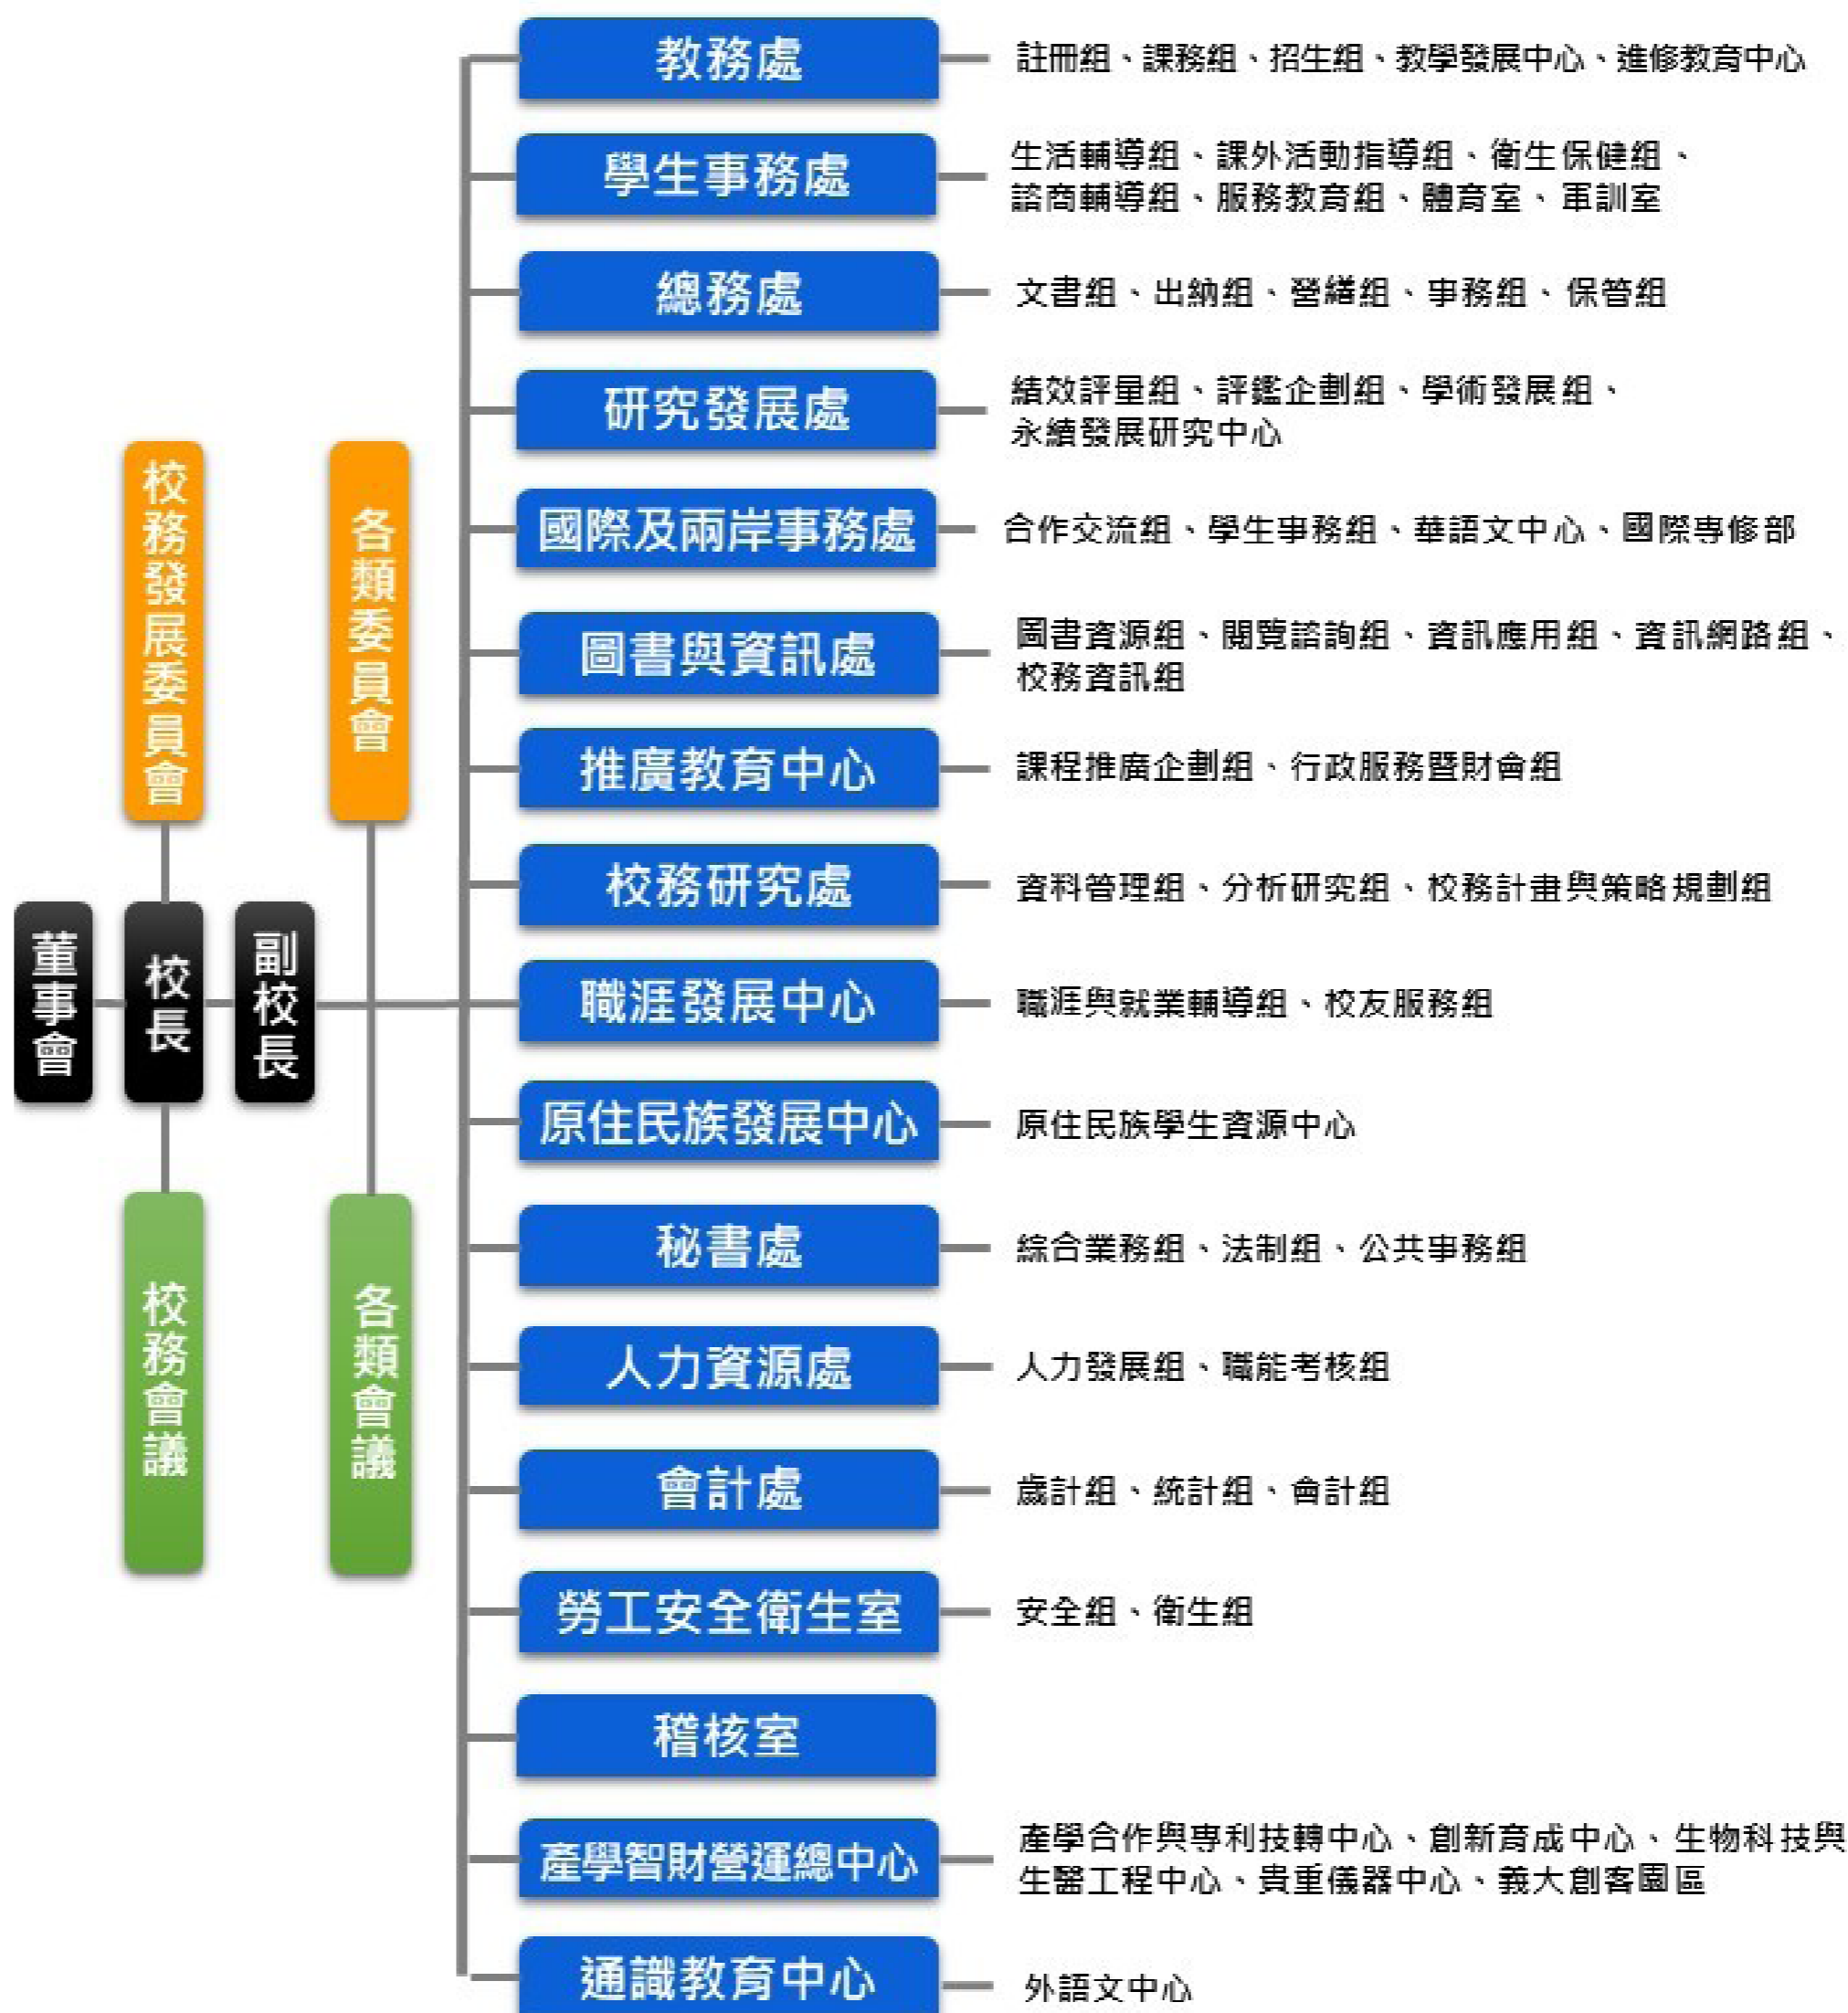 教務處
註冊組、課務組、招生組、教學發展中心、進修教育中心
學生事務處
生活輔導組、課外活動指導組、衛生保健組、
諮商輔導組、服務教育組、體育室、軍訓室
總務處
文書組、出納組、營繕組、事務組、保管組
研究發展處
績效評量組、評鑑企劃組、學術發展組、
永續發展研究中心
國際及兩岸事務處
合作交流組、學生事務組、華語文中心、國際專修部
圖書與資訊處
圖書資源組、閱覽諮詢組、資訊應用組、資訊網路組、
校務資訊組
推廣教育中心
課程推廣企劃組、行政服務暨財會組
校務研究處
資料管理組、分析研究組、校務計畫與策略規劃組
職涯發展中心
職涯與就業輔導組、校友服務組
原住民族發展中心
原住民族學生資源中心
秘書處
綜合業務組、法制組、公共事務組
人力資源處
人力發展組、職能考核組
會計處
歲計組、統計組、會計組
勞工安全衛生室
安全組、衛生組
稽核室
產學智財營運總中心
產學合作與專利技轉中心、創新育成中心、生物科技與
生醫工程中心、貴重儀器中心、義大創客園區
通識教育中心
外語文中心
校務發展委員會
各類委員會
董事會
校長
副校長
校務會議
各類會議